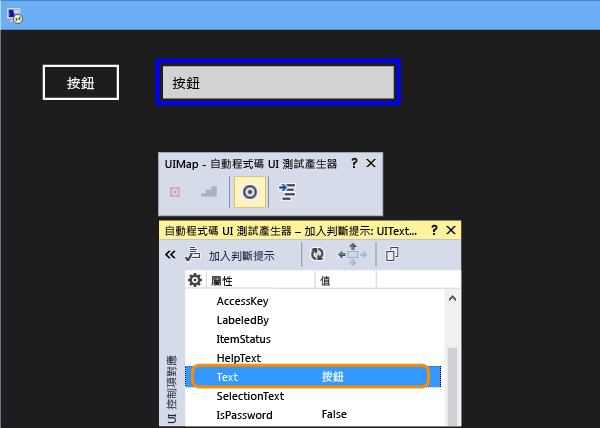 按鈕
按鈕
UIMap - 自動程式碼 UI 測試產生器 ? ×
自動程式碼 UI 測試產生器 – 加入判斷提示: UIText... ? ×
加入判斷提示
屬性 值
AccessKey
LabeledBy
ItemStatus
HelpText
Text 按鈕
SelectionText
IsPassword False
UI 控制項對應